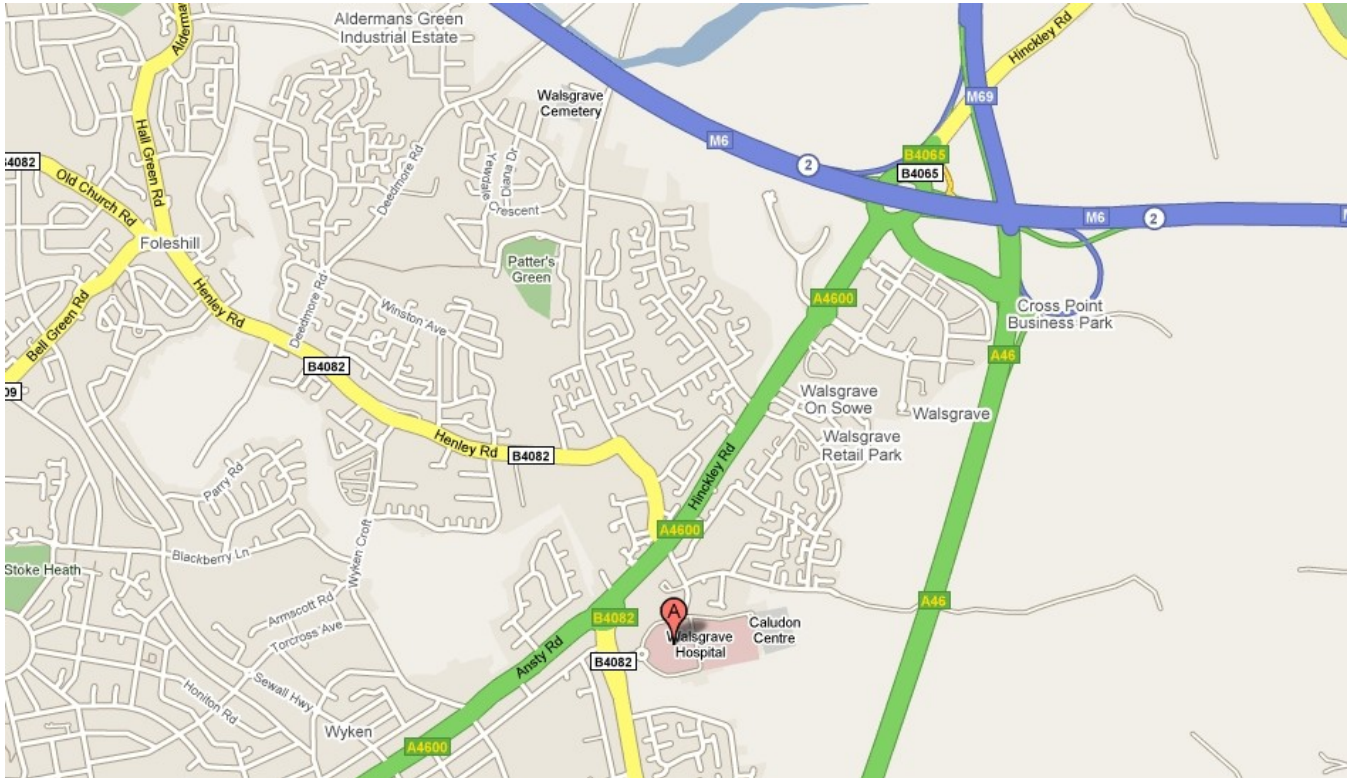 Aldermans Green
Industrial Estate
Hinckley Rd
Hall Green Rd
Walsgrave
Cemetery
M69
M6
2
B4065
B4065
B4082
Old Church Rd
Deedmore Rd
Yewdale
Crescent
Diana Dr
M6
2
Foleshill
Patter's
Green
Bell Green Rd
Henley Rd
Deedmore Rd
Winston Ave
A4600
Cross Point
Business Park
B4082
A46
Walsgrave
On Sowe
Walsgrave
Walsgrave
Retail Park
Henley Rd
B4082
Hinckley Rd
Parry Rd
A4600
Wyken Croft
Blackberry Ln
Stoke Heath
Armscott Rd
Torcross Ave
A46
B4082
A
Walsgrave
Hospital
Caludon
Centre
Ansty Rd
B4082
Sewall Hwy
Honiton Rd
Wyken
A4600